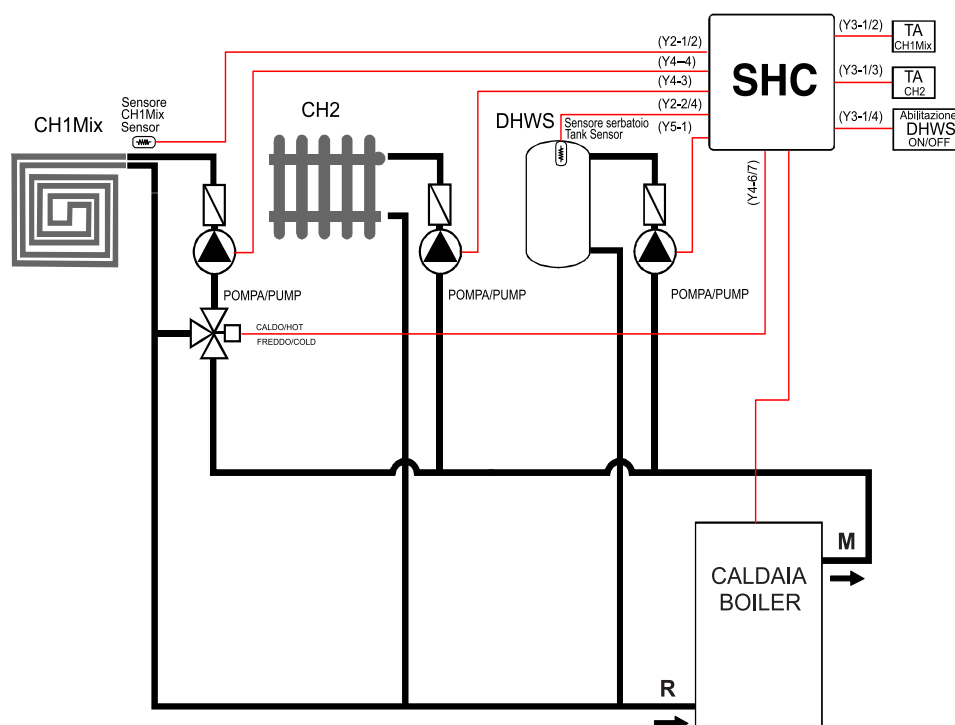 (Y2-1/2)
(Y4-4)
(Y4-3)
(Y2-2/4)
(Y5-1)
SHC
(Y3-1/2)
TA
CH1Mix
(Y3-1/3)
TA
CH2
(Y3-1/4)
Abilitazione
DHWS
ON/OFF
(Y4-6/7)
CH1Mix
Sensore
CH1Mix
Sensor
CH2
DHWS
Sensore serbatoio
Tank Sensor
POMPA/PUMP
POMPA/PUMP
POMPA/PUMP
CALDO/HOT
FREDDO/COLD
M
CALDAIA
BOILER
R